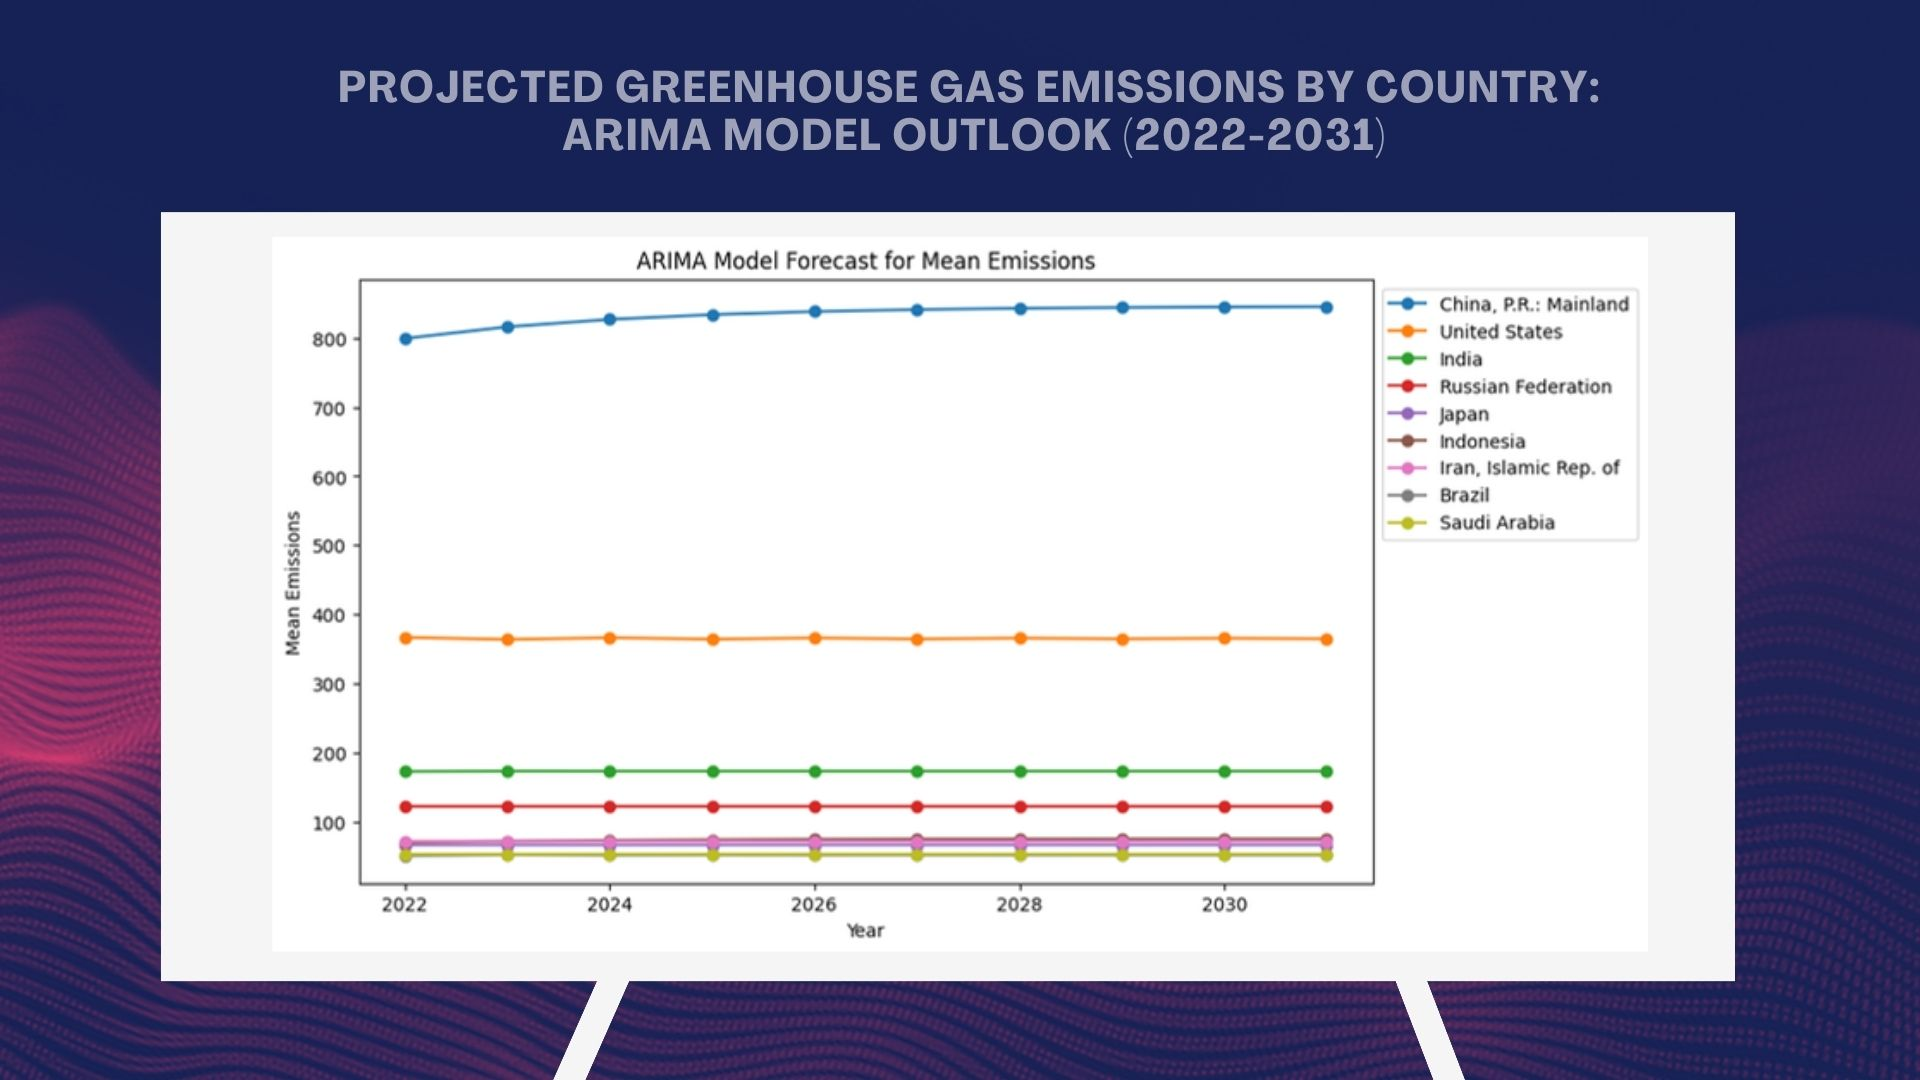 PROJECTED GREENHOUSE GAS EMISSIONS BY COUNTRY:
ARIMA MODEL OUTLOOK (2022-2031)
ARIMA Model Forecast for Mean Emissions
China, P.R.: Mainland
United States
India
Russian Federation
Japan
Indonesia
Iran, Islamic Rep. of
Brazil
Saudi Arabia
Mean Emissions
800
700
600
500
400
300
200
100
2022
2024
2026
2028
2030
Year